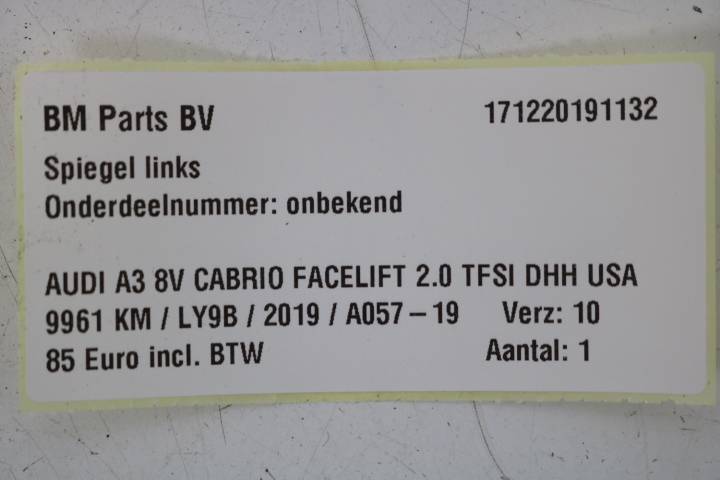 BM Parts BV 171220191132
Spiegel links
Onderdeelnummer: onbekend
AUDI A3 8V CABRIO FACELIFT 2.0 TFSI DHH USA
9961 KM / LY9B / 2019 / A057-19 Verz: 10
85 Euro incl. BTW Aantal: 1